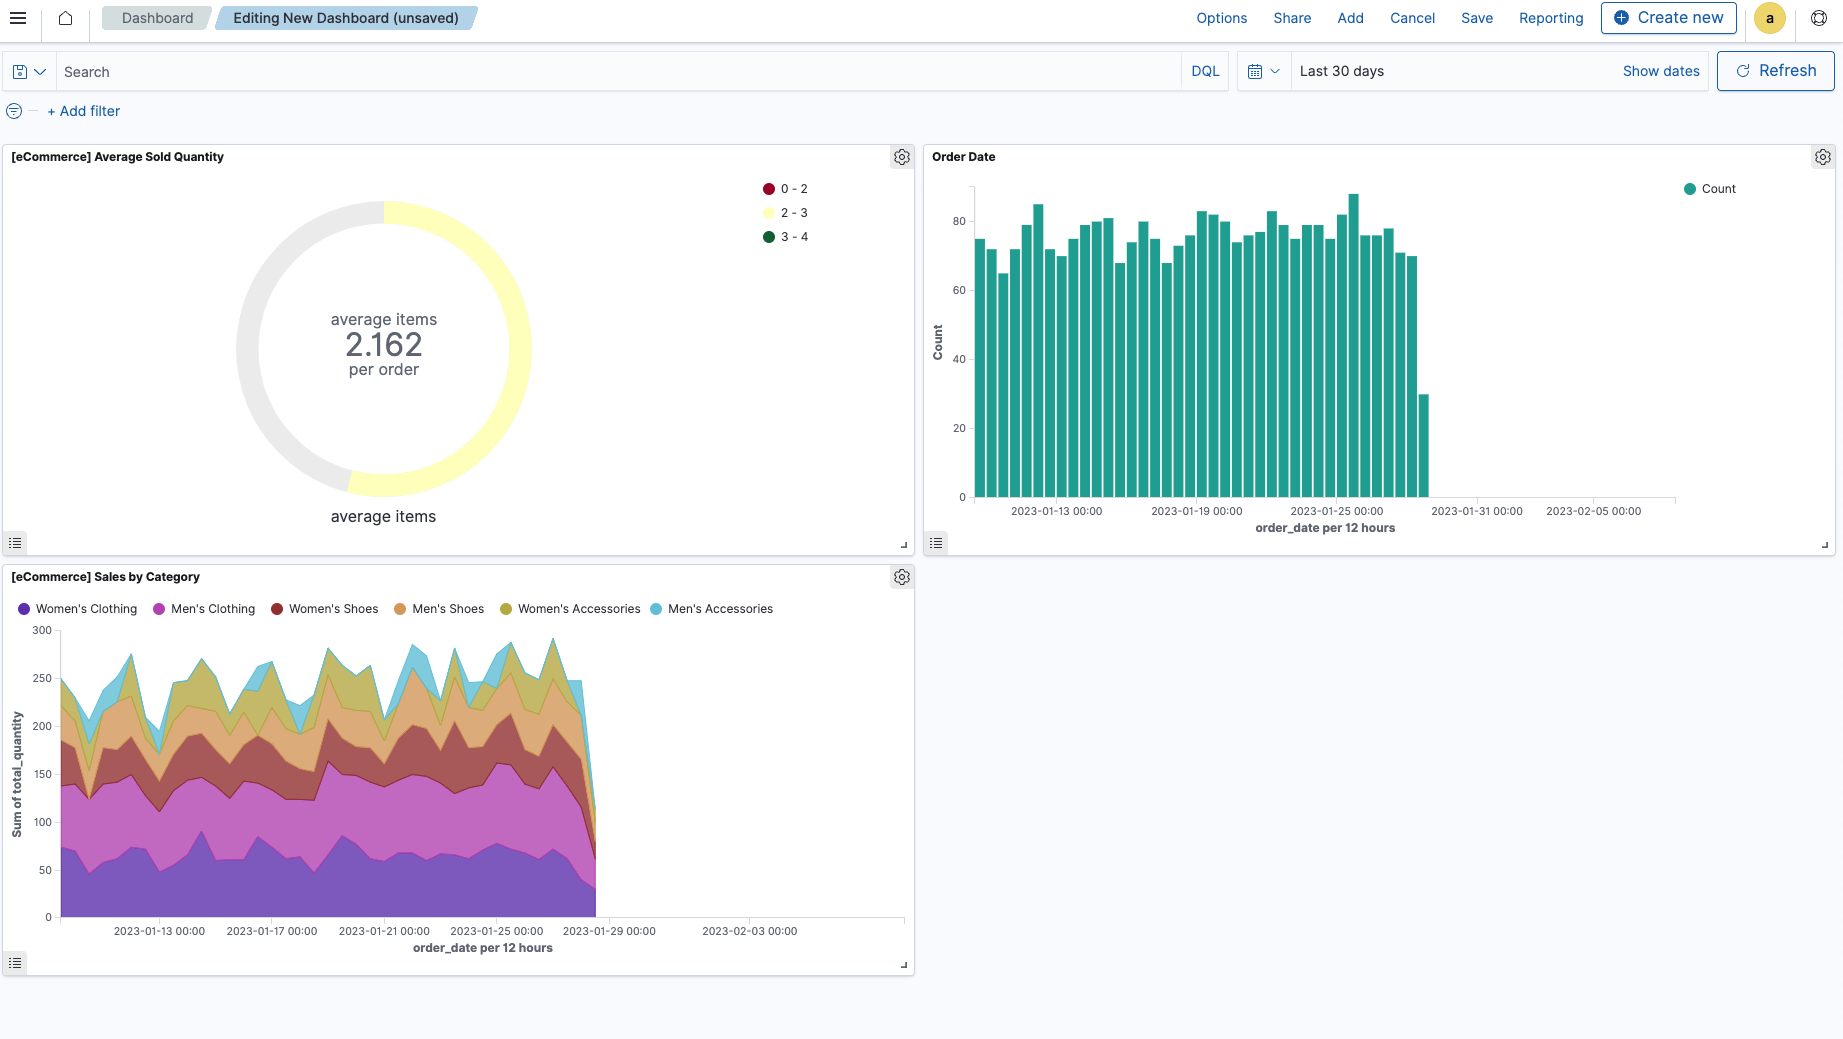 Dashboard
Editing New Dashboard (unsaved)
Options
Share
Add
Cancel
Save
Reporting
Create new
a
Search
DQL
Last 30 days
Show dates
Refresh
+ Add filter
[eCommerce] Average Sold Quantity
0 - 2
2 - 3
3 - 4
average items
2.162
per order
average items
Order Date
Count
80
60
40
20
0
Count
2023-01-13 00:00
2023-01-19 00:00
2023-01-25 00:00
2023-01-31 00:00
2023-02-05 00:00
order_date per 12 hours
[eCommerce] Sales by Category
Women's Clothing
Men's Clothing
Women's Shoes
Men's Shoes
Women's Accessories
Men's Accessories
300
250
200
150
100
50
0
Sum of total_quantity
2023-01-13 00:00
2023-01-17 00:00
2023-01-21 00:00
2023-01-25 00:00
2023-01-29 00:00
2023-02-03 00:00
order_date per 12 hours